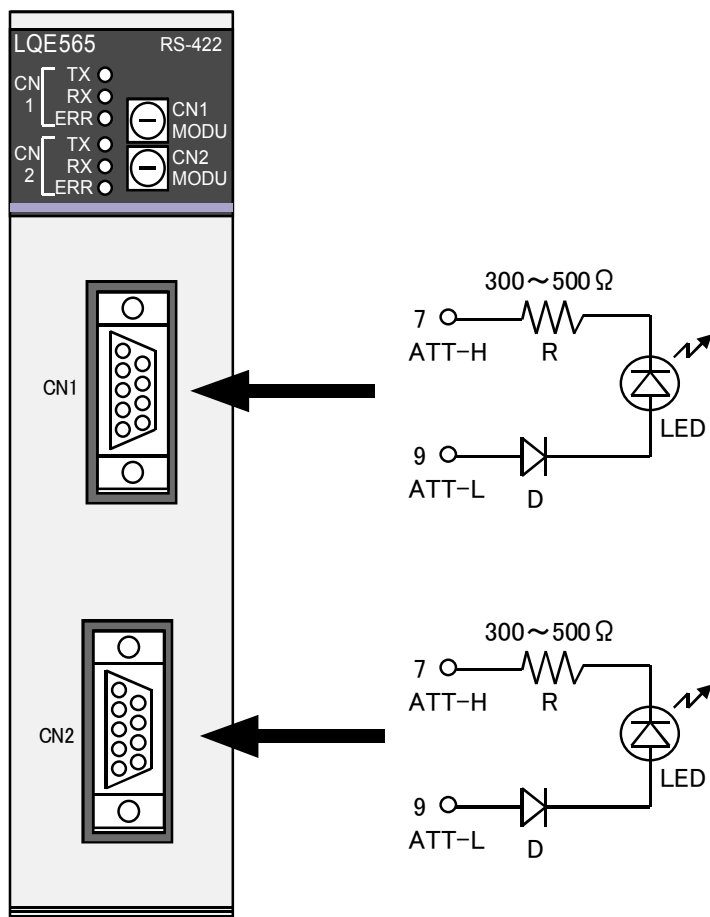 LQE565 RS-422
CN 1
TX
RX
ERR
CN 2
TX
RX
ERR
CN1 MODU
CN2 MODU
CN1
300～500Ω
7
ATT-H
R
LED
9
ATT-L
D
CN2
300～500Ω
7
ATT-H
R
LED
9
ATT-L
D